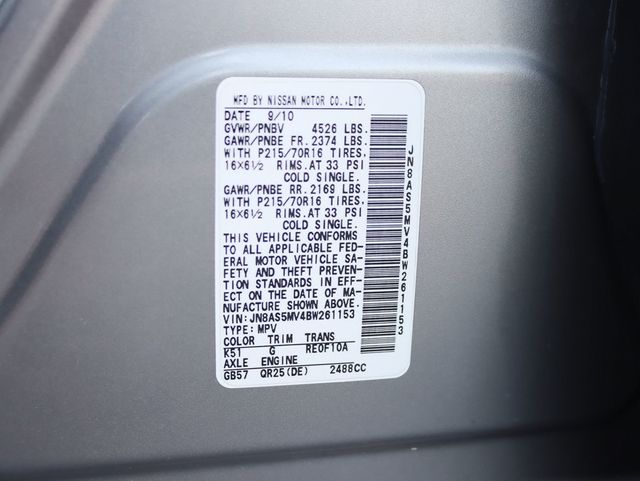 MFD BY NISSAN MOTOR CO.,LTD.
DATE 9/10
GVWR/PNBV 4526 LBS.
GAWR/PNBE FR. 2374 LBS.
WITH P215/70R16 TIRES.
16X6½ RIMS. AT 33 PSI
COLD SINGLE.
GAWR/PNBE RR. 2169 LBS.
WITH P215/70R16 TIRES.
16X6½ RIMS. AT 33 PSI
COLD SINGLE.
THIS VEHICLE CONFORMS
TO ALL APPLICABLE FED-
ERAL MOTOR VEHICLE SA-
FETY AND THEFT PREVEN-
TION STANDARDS IN EFF-
ECT ON THE DATE OF MA-
NUFACTURE SHOWN ABOVE.
VIN: JN8AS5MV4BW261153
TYPE: MPV
COLOR TRIM TRANS
K51 G RE0F10A
AXLE ENGINE
GB57 QR25(DE) 2488CC
JN8AS5MV4BW261153